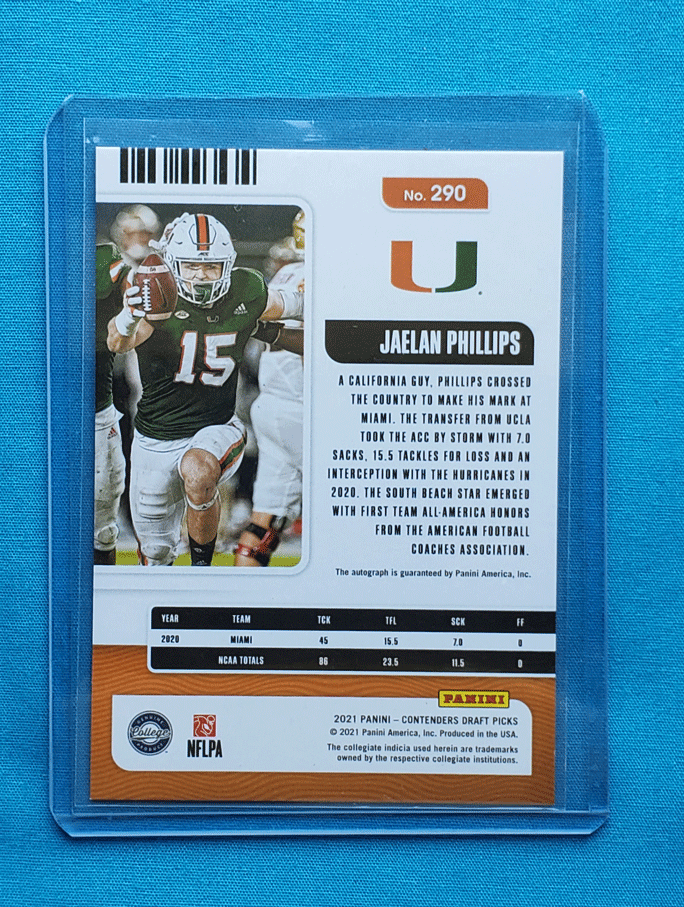 No. 290
U
JAELAN PHILLIPS
15
A CALIFORNIA GUY, PHILLIPS CROSSED
THE COUNTRY TO MAKE HIS MARK AT
MIAMI. THE TRANSFER FROM UCLA
TOOK THE ACC BY STORM WITH 7.0
SACKS, 15.5 TACKLES FOR LOSS AND AN
INTERCEPTION WITH THE HURRICANES IN
2020. THE SOUTH BEACH STAR EMERGED
WITH FIRST TEAM ALL-AMERICA HONORS
FROM THE AMERICAN FOOTBALL
COACHES ASSOCIATION.
The autograph is guaranteed by Panini America, Inc.
YEAR TEAM TCK TFL SCK FF
2020 MIAMI 45 15.5 7.0 0
NCAA TOTALS 86 23.5 11.5 0
PANINI
GENUINE College PRODUCT
NFLPA
2021 PANINI – CONTENDERS DRAFT PICKS
© 2021 Panini America, Inc. Produced in the USA.
The collegiate indicia used herein are trademarks
owned by the respective collegiate institutions.